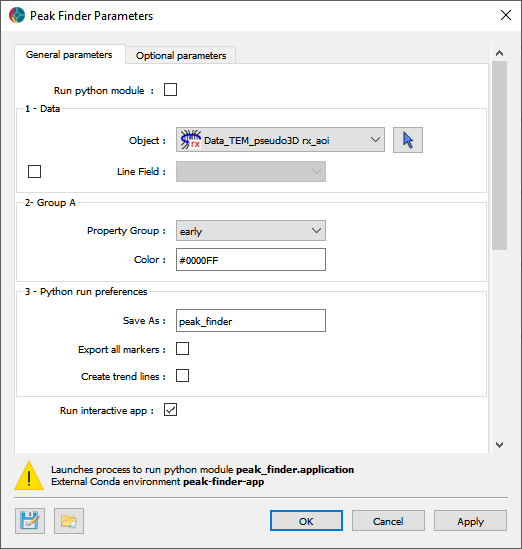 Peak Finder Parameters
General parameters
Optional parameters
Run python module :
1 - Data
Object :
Data_TEM_pseudo3D rx_aoi
Line Field :
2- Group A
Property Group :
early
Color :
#0000FF
3 - Python run preferences
Save As :
peak_finder
Export all markers :
Create trend lines :
Run interactive app :
Launches process to run python module peak_finder.application
External Conda environment peak-finder-app
OK
Cancel
Apply